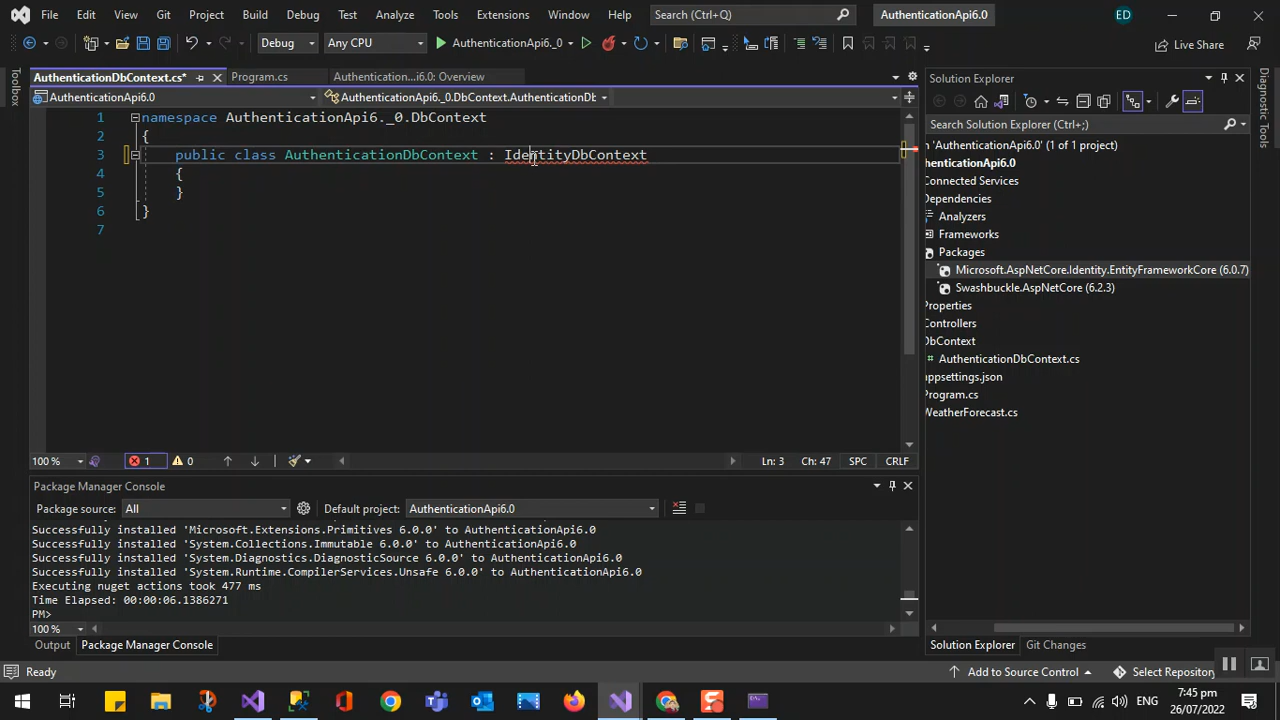 File Edit View Git Project Build Debug Test Analyze Tools Extensions Window Help Search (Ctrl+Q) AuthenticationApi6.0 ED
Debug Any CPU AuthenticationApi6._0 Live Share
Toolbox
AuthenticationDbContext.cs* Program.cs Authentication...i6.0: Overview
AuthenticationApi6.0 AuthenticationApi6._0.DbContext.AuthenticationDb
1 namespace AuthenticationApi6._0.DbContext
2 {
3 public class AuthenticationDbContext : IdentityDbContext
4 {
5 }
6 }
7
100 % 1 0 Ln: 3 Ch: 47 SPC CRLF
Package Manager Console
Package source: All Default project: AuthenticationApi6.0
Successfully installed 'Microsoft.Extensions.Primitives 6.0.0' to AuthenticationApi6.0
Successfully installed 'System.Collections.Immutable 6.0.0' to AuthenticationApi6.0
Successfully installed 'System.Diagnostics.DiagnosticSource 6.0.0' to AuthenticationApi6.0
Successfully installed 'System.Runtime.CompilerServices.Unsafe 6.0.0' to AuthenticationApi6.0
Executing nuget actions took 477 ms
Time Elapsed: 00:00:06.1386271
PM>
100 %
Output Package Manager Console
Solution Explorer
Search Solution Explorer (Ctrl+;)
n 'AuthenticationApi6.0' (1 of 1 project)
henticationApi6.0
Connected Services
Dependencies
Analyzers
Frameworks
Packages
Microsoft.AspNetCore.Identity.EntityFrameworkCore (6.0.7)
Swashbuckle.AspNetCore (6.2.3)
Properties
Controllers
DbContext
AuthenticationDbContext.cs
appsettings.json
Program.cs
WeatherForecast.cs
Solution Explorer Git Changes
Diagnostic Tools
Ready Add to Source Control Select Repository
ENG 7:45 pm
26/07/2022